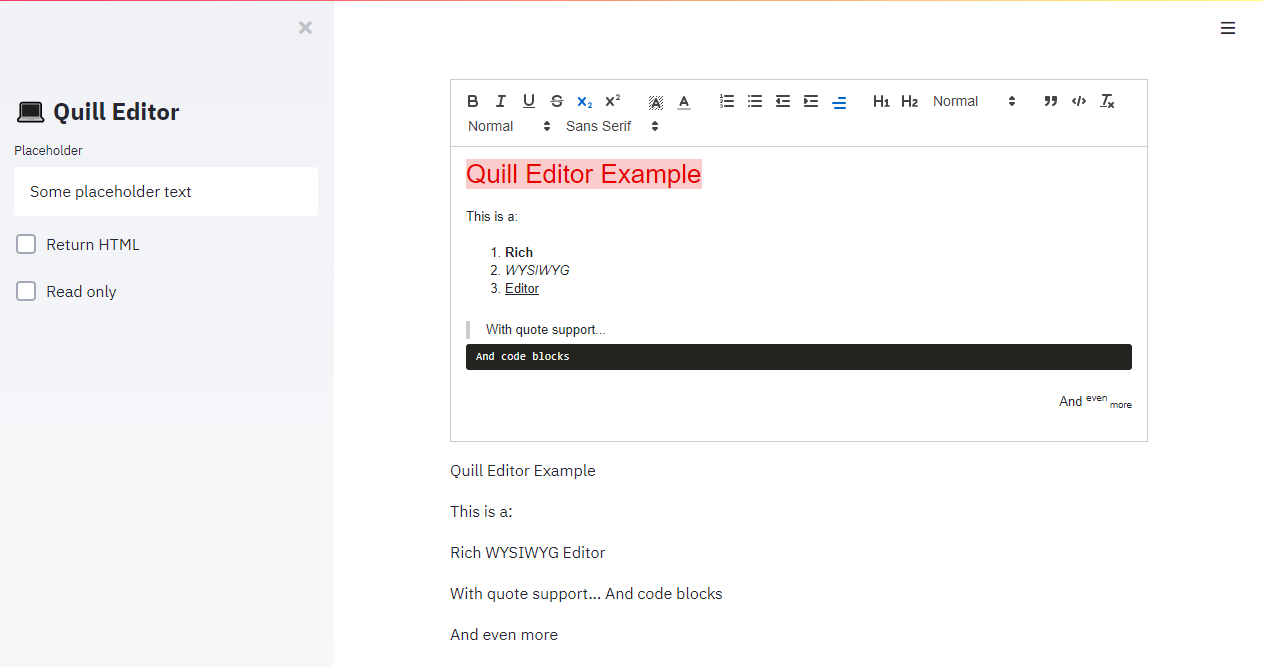 Quill Editor
Placeholder
Some placeholder text
Return HTML
Read only
B I U S X₂ X² A A H1 H2 Normal
Normal Sans Serif
Quill Editor Example
This is a:
1. Rich
2. WYSIWYG
3. Editor
With quote support...
And code blocks
And even more
Quill Editor Example
This is a:
Rich WYSIWYG Editor
With quote support... And code blocks
And even more